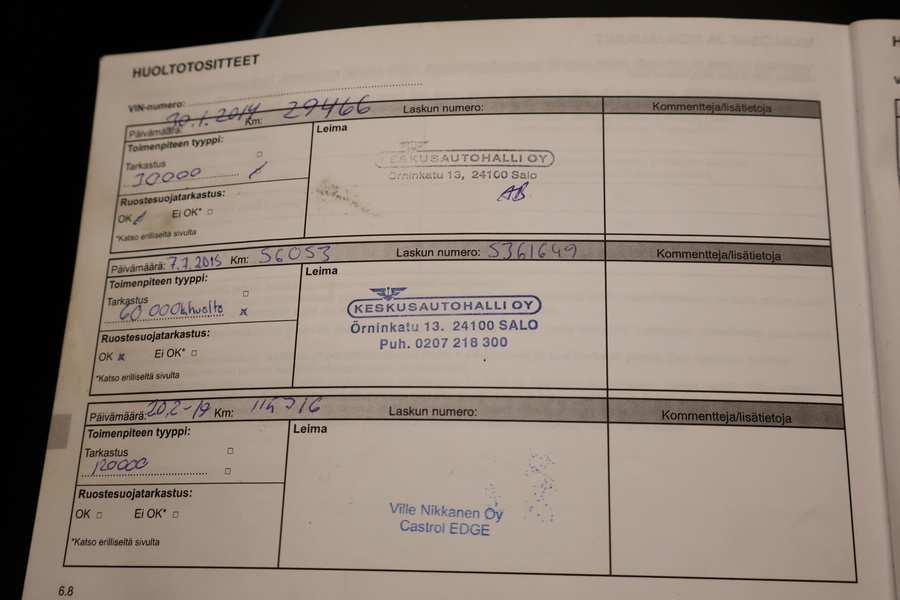 HUOLTOTOSITTEET
VIN-numero:
Päivämäärä: 30.1.2014 Km: 29466 Laskun numero: Kommentteja/lisätietoja
Toimenpiteen tyyppi:
Tarkastus
30000
Ruostesuojatarkastus:
OK Ei OK*
*Katso erilliseltä sivulta
Leima
KESKUSAUTOHALLI OY
Örninkatu 13, 24100 Salo
AB
Päivämäärä: 7.7.2015 Km: 56053 Laskun numero: 5361649 Kommentteja/lisätietoja
Toimenpiteen tyyppi:
Tarkastus
60 000 huolto
Ruostesuojatarkastus:
OK x Ei OK*
*Katso erilliseltä sivulta
Leima
KESKUSAUTOHALLI OY
Örninkatu 13. 24100 SALO
Puh. 0207 218 300
Päivämäärä: 20.2-19 Km: Laskun numero: Kommentteja/lisätietoja
Toimenpiteen tyyppi:
Tarkastus
120000
Ruostesuojatarkastus:
OK Ei OK*
*Katso erilliseltä sivulta
Leima
Ville Nikkanen Oy
Castrol EDGE
6.8